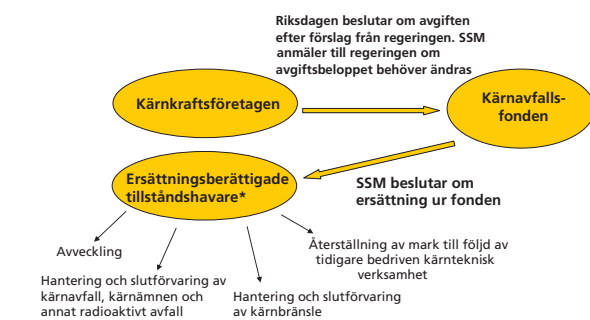 Riksdagen beslutar om avgiften
efter förslag från regeringen. SSM
anmäler till regeringen om
avgiftsbeloppet behöver ändras
Kärnkraftsföretagen
Kärnavfalls-
fonden
Ersättningsberättigade
tillståndshavare*
SSM beslutar om
ersättning ur fonden
Avveckling
Återställning av mark till följd av
tidigare bedriven kärnteknisk
verksamhet
Hantering och slutförvaring av
kärnavfall, kärnämnen och
annat radioaktivt avfall
Hantering och slutförvaring
av kärnbränsle